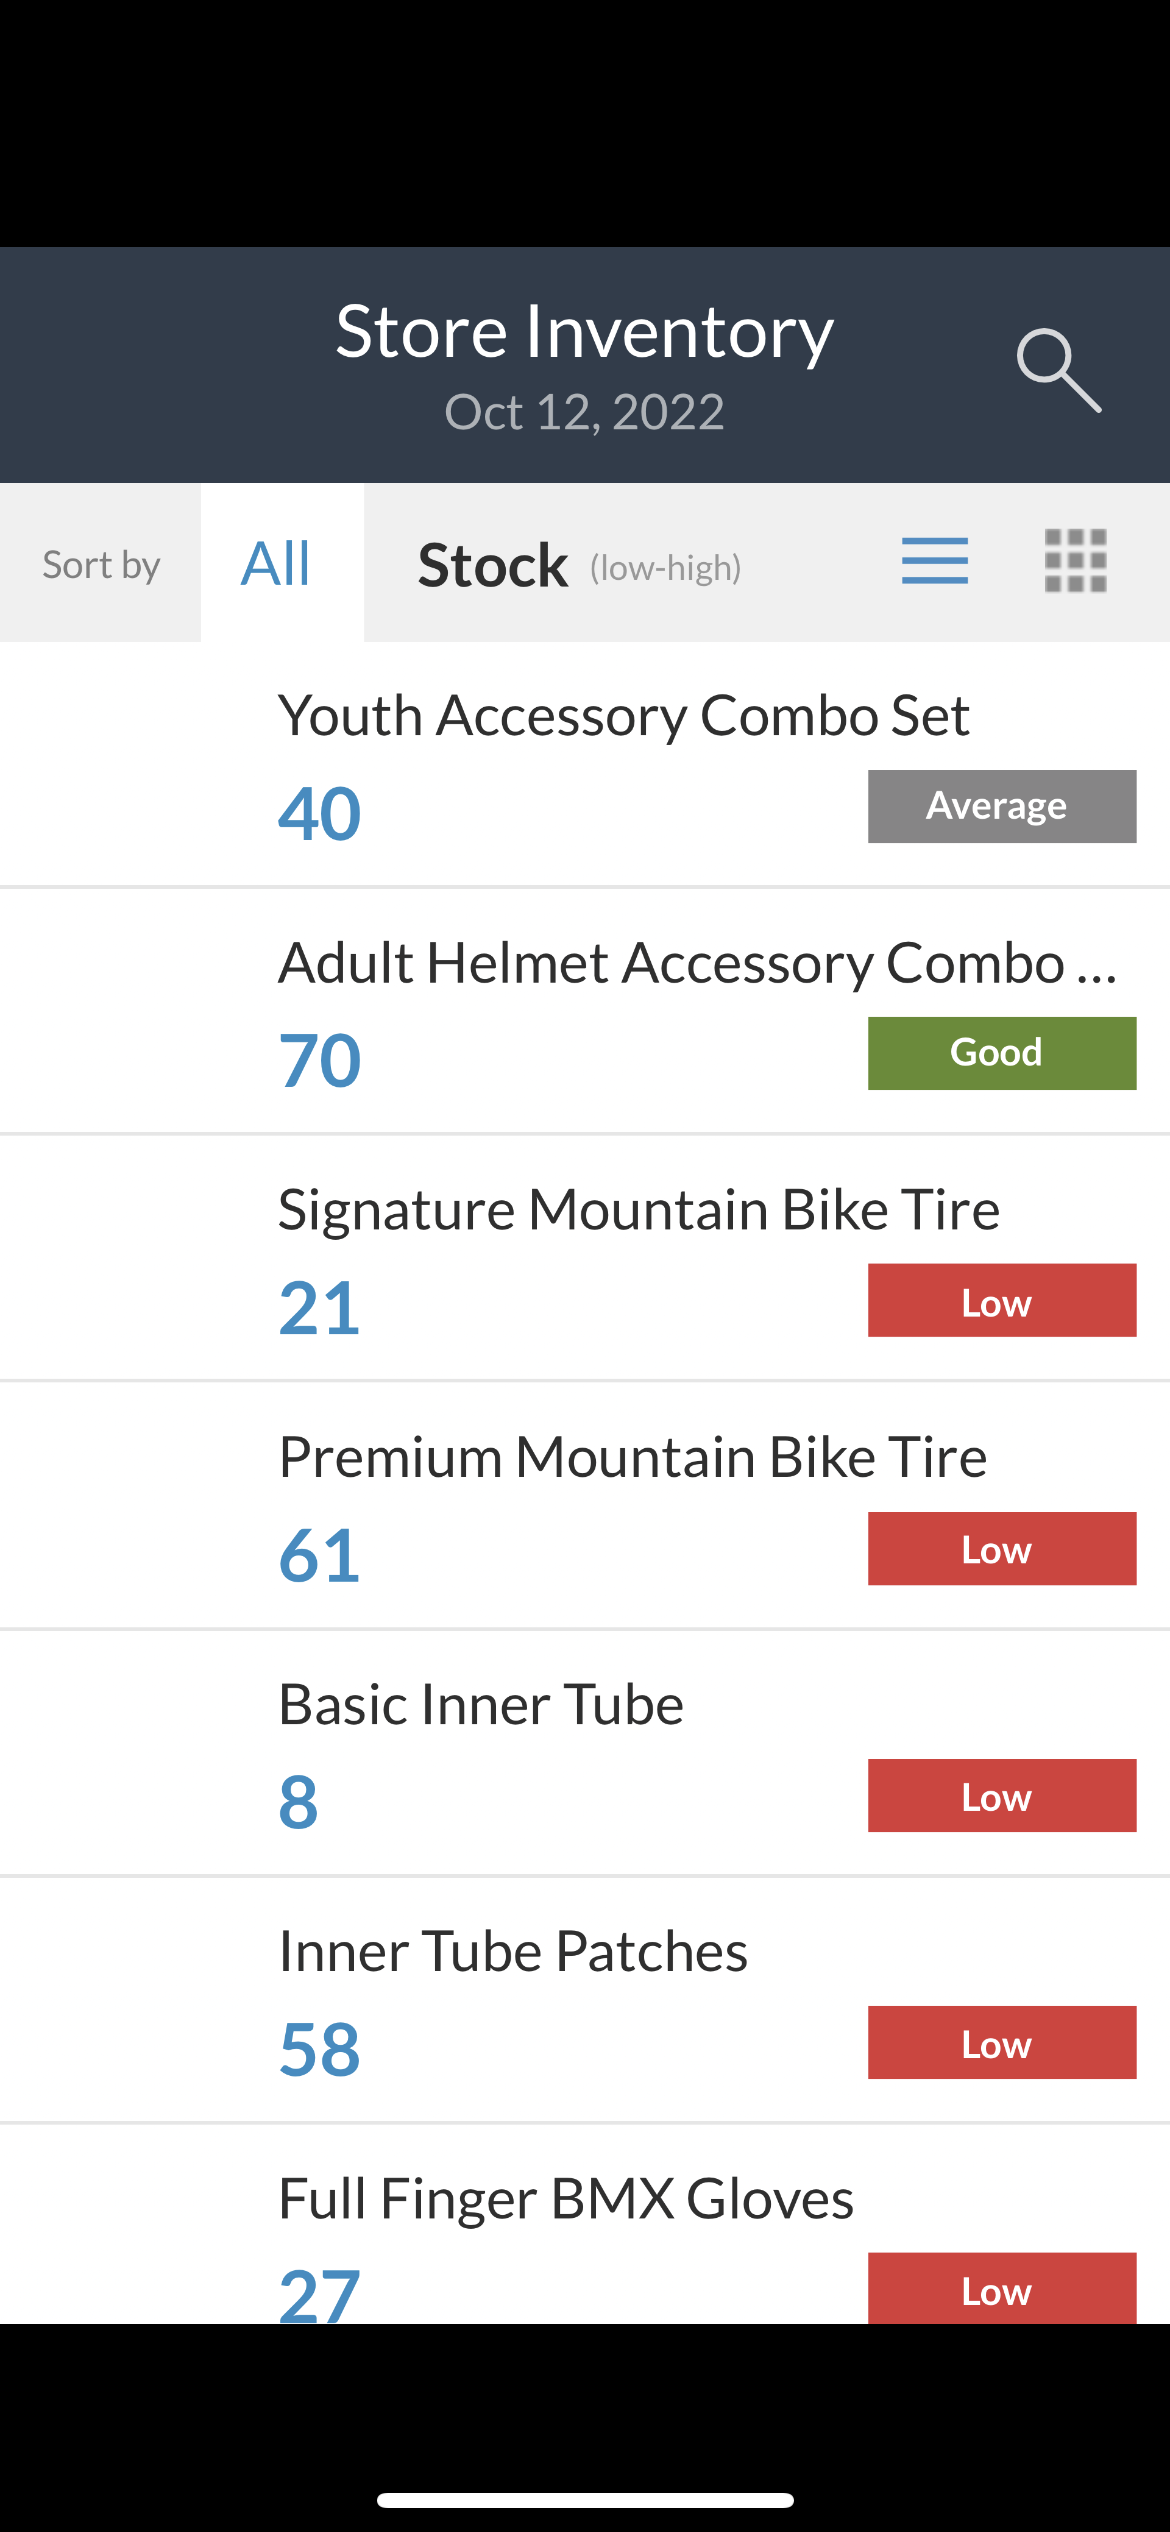 Store Inventory
Oct 12, 2022
Sort by All Stock (low-high)
Youth Accessory Combo Set
40 Average
Adult Helmet Accessory Combo ...
70 Good
Signature Mountain Bike Tire
21 Low
Premium Mountain Bike Tire
61 Low
Basic Inner Tube
8 Low
Inner Tube Patches
58 Low
Full Finger BMX Gloves
27 Low